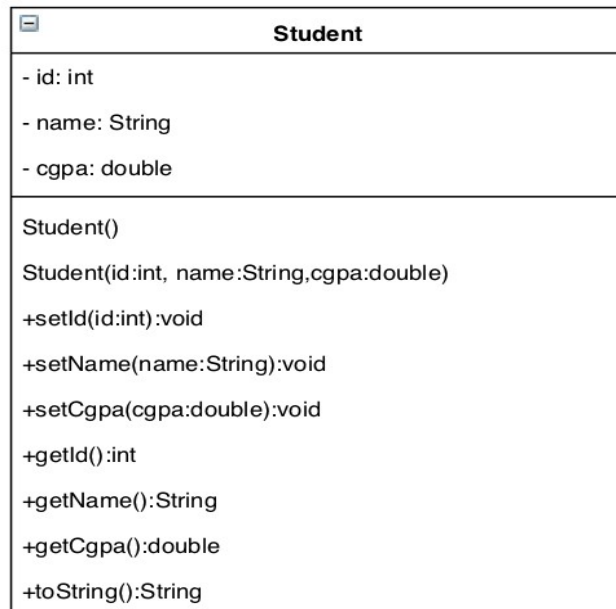 Student
- id: int
- name: String
- cgpa: double
Student()
Student(id:int, name:String,cgpa:double)
+setId(id:int):void
+setName(name:String):void
+setCgpa(cgpa:double):void
+getId():int
+getName():String
+getCgpa():double
+toString():String